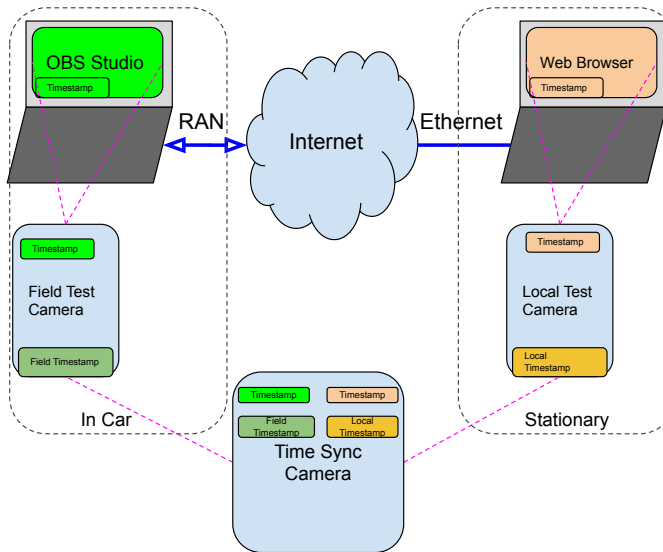 OBS Studio
Timestamp
Web Browser
Timestamp
RAN
Internet
Ethernet
Timestamp
Field Test
Camera
Field Timestamp
In Car
Timestamp
Local Test
Camera
Local
Timestamp
Stationary
Timestamp
Timestamp
Field
Timestamp
Local
Timestamp
Time Sync
Camera